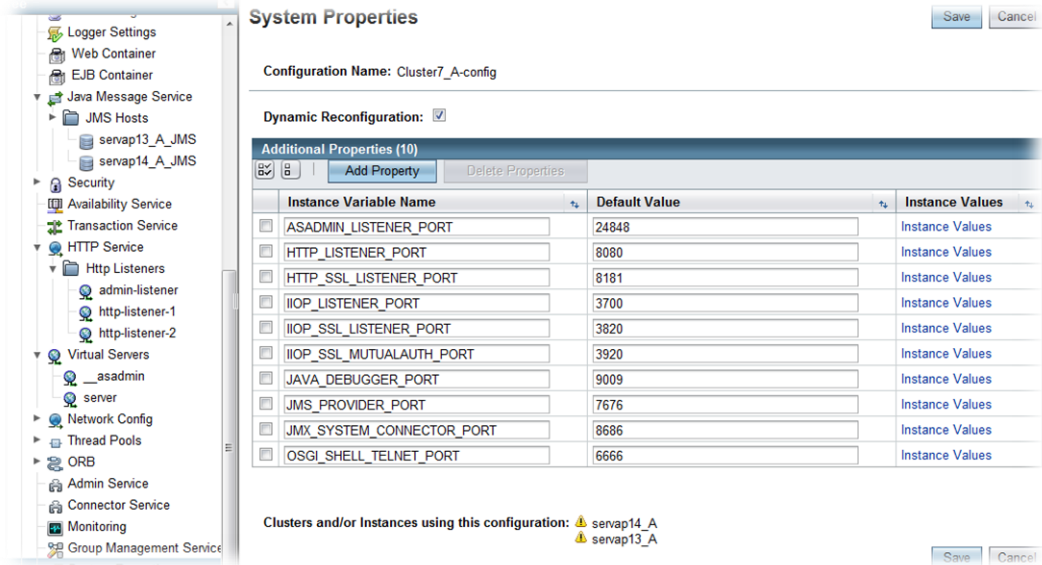 Logger Settings
Web Container
EJB Container
Java Message Service
JMS Hosts
servap13_A_JMS
servap14_A_JMS
Security
Availability Service
Transaction Service
HTTP Service
Http Listeners
admin-listener
http-listener-1
http-listener-2
Virtual Servers
__asadmin
server
Network Config
Thread Pools
ORB
Admin Service
Connector Service
Monitoring
Group Management Service
System Properties
Save Cancel
Configuration Name: Cluster7_A-config
Dynamic Reconfiguration:
Additional Properties (10)
Add Property Delete Properties
Instance Variable Name Default Value Instance Values
ASADMIN_LISTENER_PORT 24848 Instance Values
HTTP_LISTENER_PORT 8080 Instance Values
HTTP_SSL_LISTENER_PORT 8181 Instance Values
IIOP_LISTENER_PORT 3700 Instance Values
IIOP_SSL_LISTENER_PORT 3820 Instance Values
IIOP_SSL_MUTUALAUTH_PORT 3920 Instance Values
JAVA_DEBUGGER_PORT 9009 Instance Values
JMS_PROVIDER_PORT 7676 Instance Values
JMX_SYSTEM_CONNECTOR_PORT 8686 Instance Values
OSGI_SHELL_TELNET_PORT 6666 Instance Values
Clusters and/or Instances using this configuration: servap14_A
servap13_A
Save Cancel